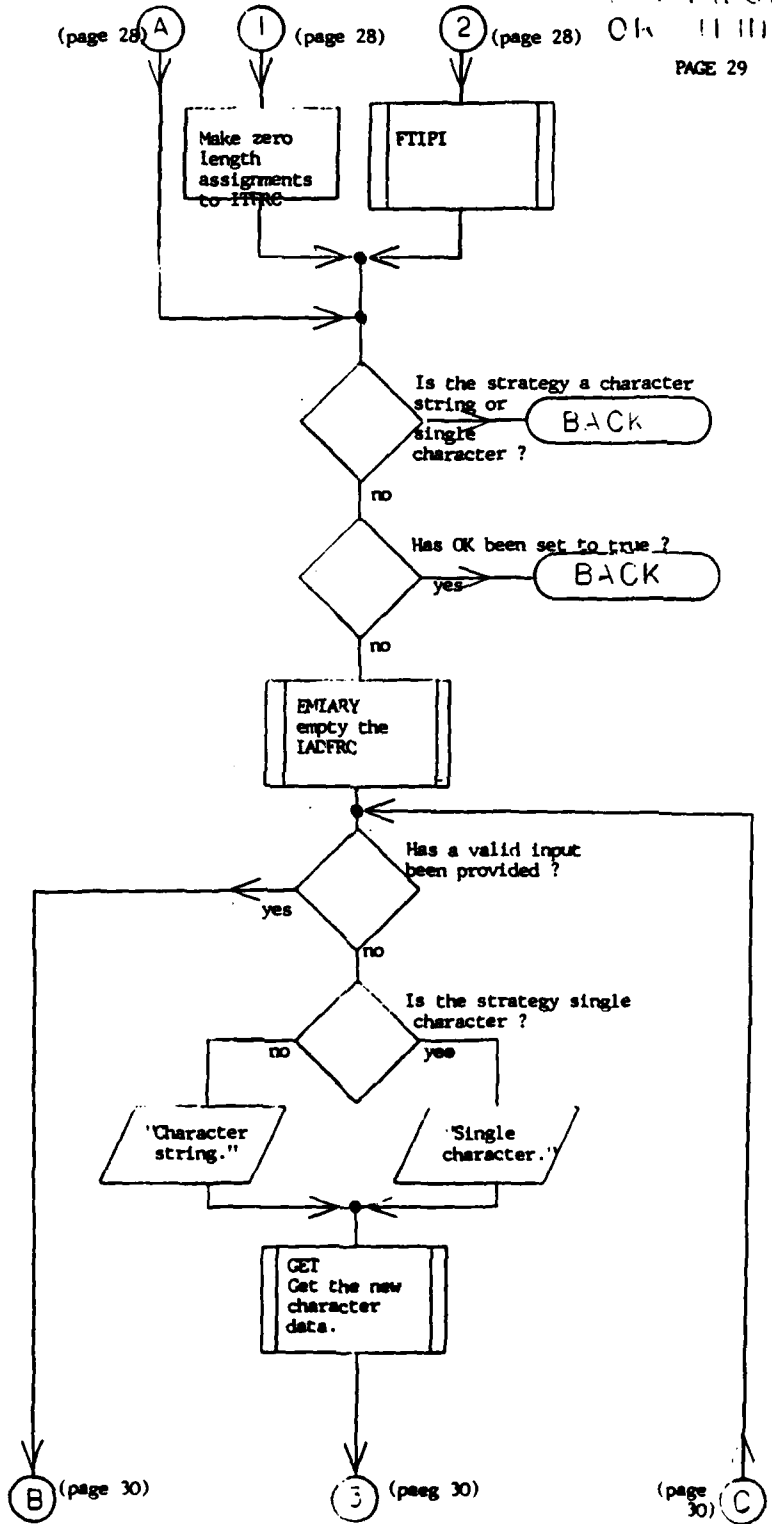 (page 28) A
1 (page 28)
2 (page 28)
PAGE 29
Make zero
length
assignments
to ITFRC
FTIPI
Is the strategy a character
string or
single
character ?
BACK
no
Has OK been set to true ?
yes
BACK
no
EMIARY
empty the
IADFRC
Has a valid input
been provided ?
yes
no
Is the strategy single
character ?
no
yes
"Character
string."
"Single
character."
GET
Get the new
character
data.
B (page 30)
3 (paeg 30)
(page
30) C